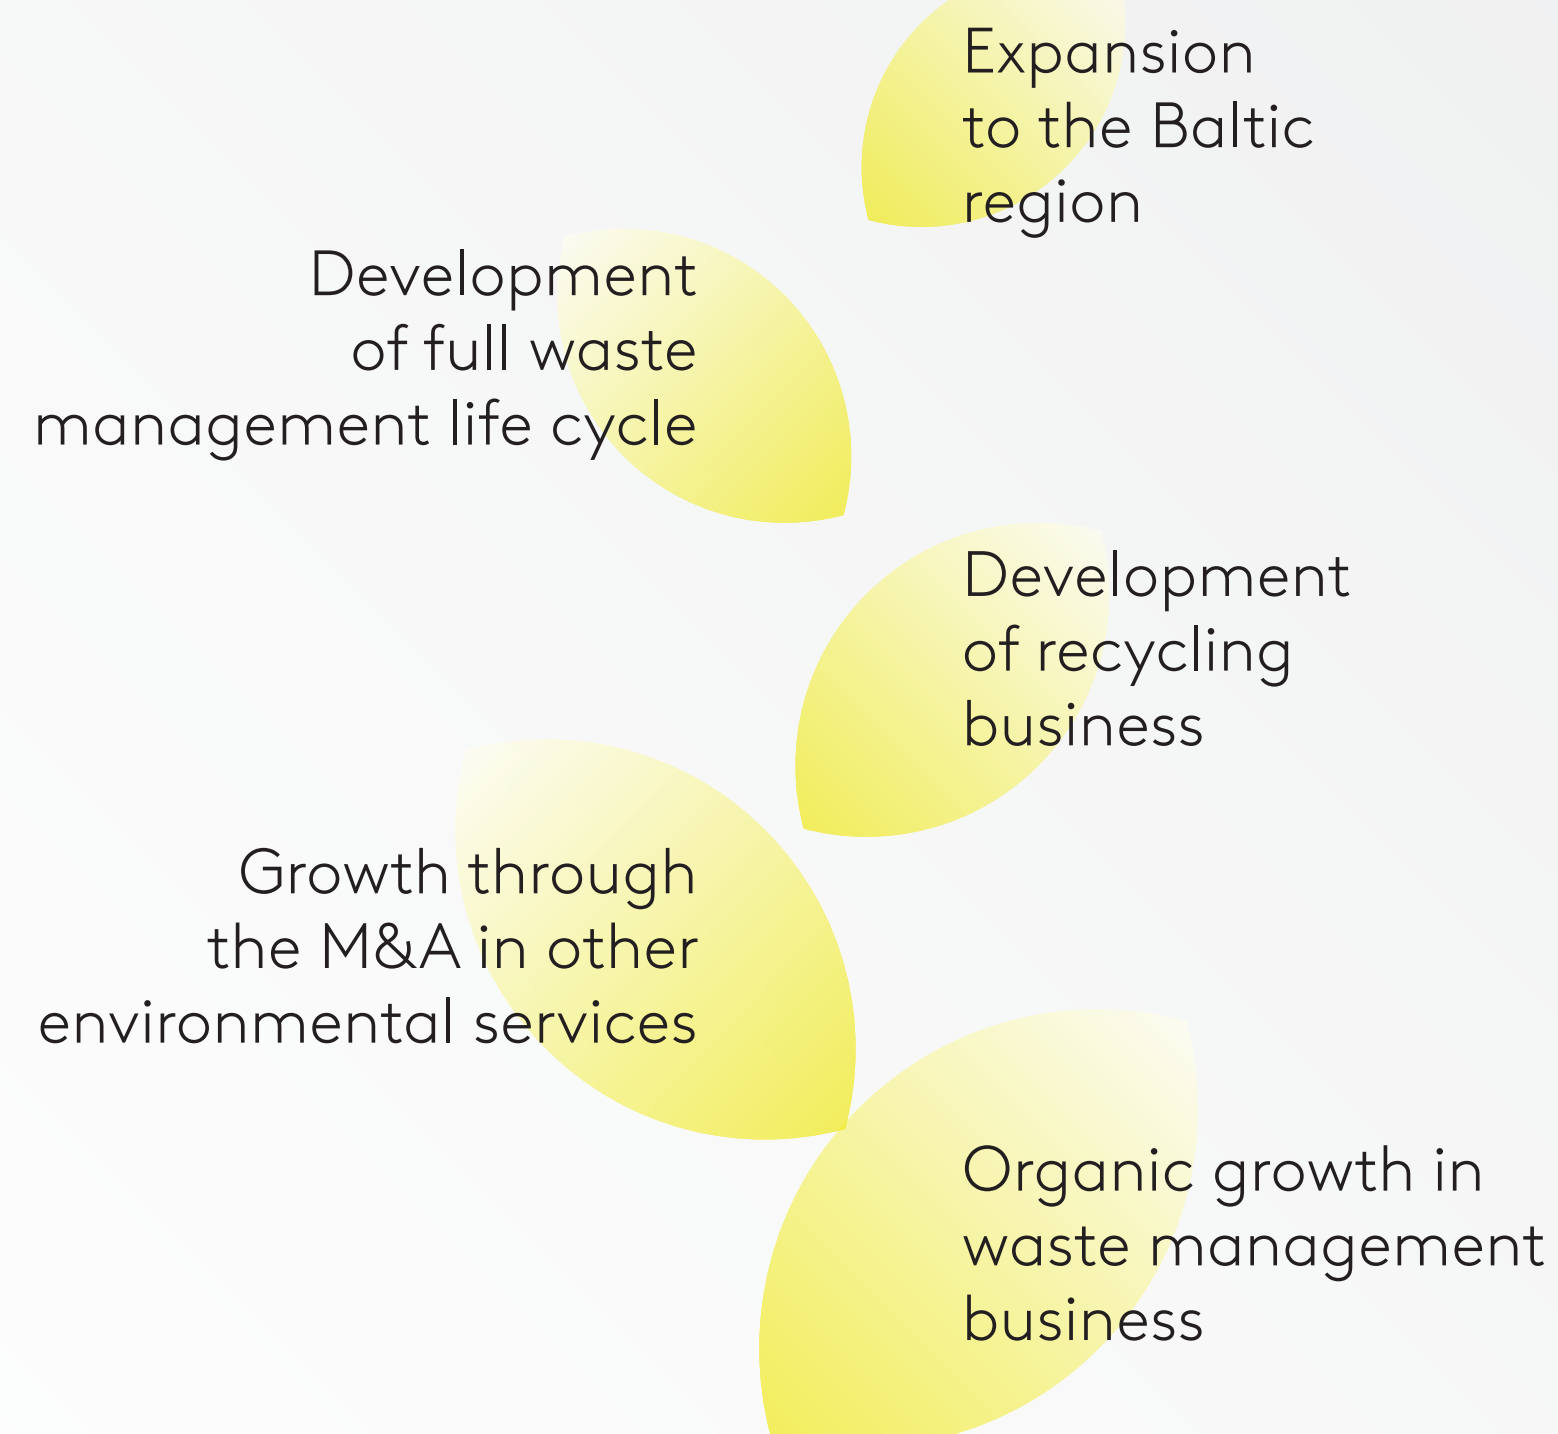 Expansion
to the Baltic
region
Development
of full waste
management life cycle
Development
of recycling
business
Growth through
the M&A in other
environmental services
Organic growth in
waste management
business